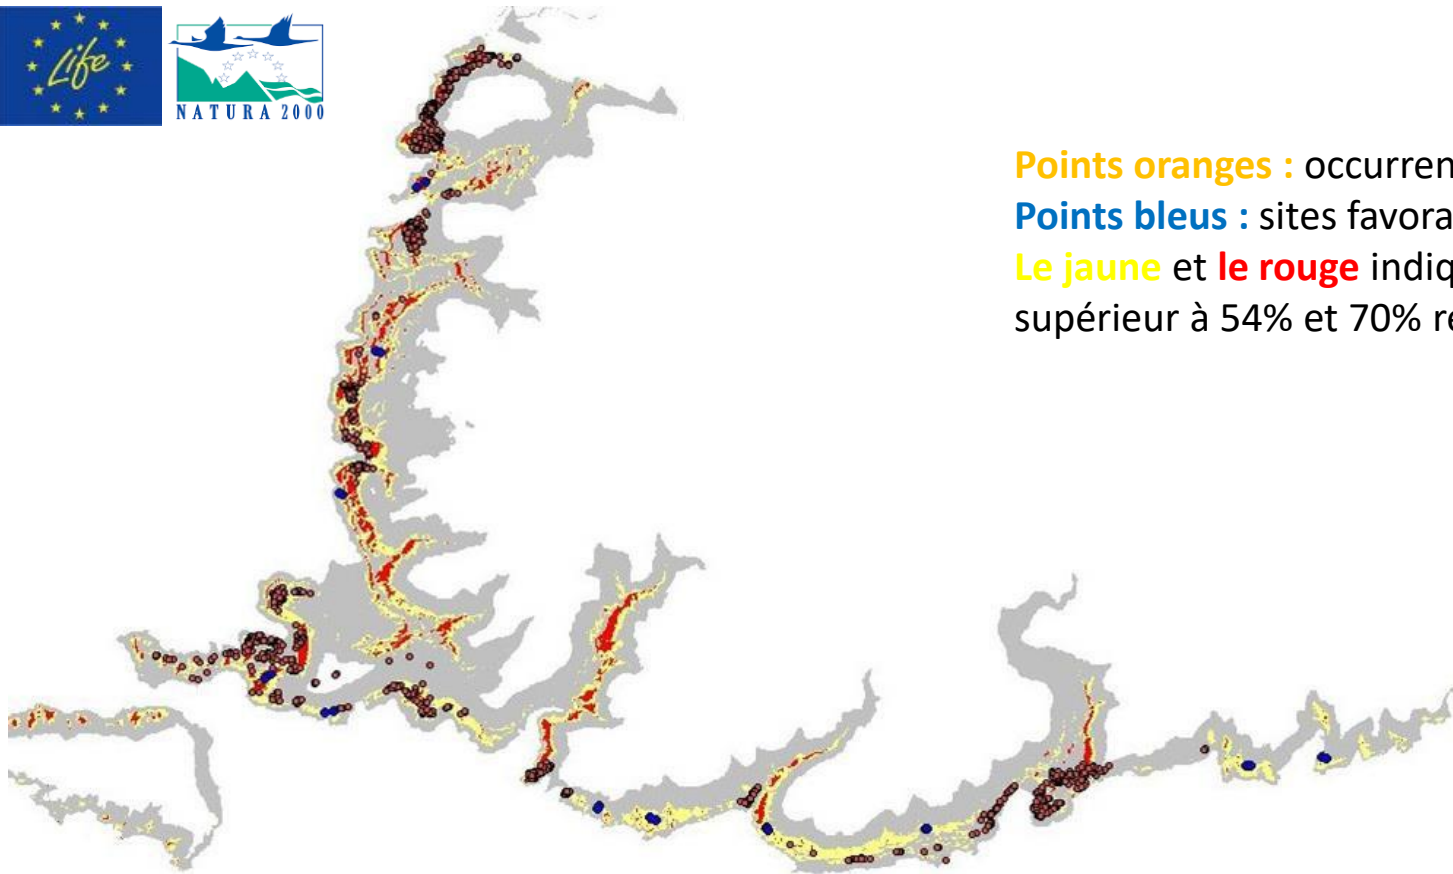 Life
NATURA 2000
Points oranges : occurren
Points bleus : sites favora
Le jaune et le rouge indiq
supérieur à 54% et 70% re